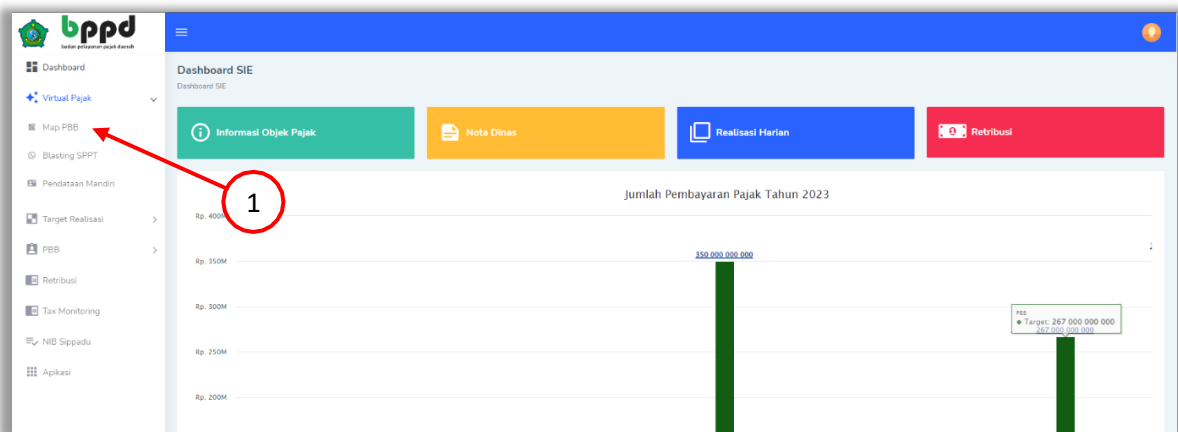 bppd
badan pelayanan pajak daerah
Dashboard
Virtual Pajak
Map PBB
Blasting SPPT
Pendataan Mandiri
Target Realisasi
PBB
Retribusi
Tax Monitoring
NIB Sippadu
Apikasi
1
Dashboard SIE
Dashboard SIE
Informasi Objek Pajak
Nota Dinas
Realisasi Harian
Retribusi
Jumlah Pembayaran Pajak Tahun 2023
Rp. 400M
Rp. 350M
Rp. 300M
Rp. 250M
Rp. 200M
350 000 000 000
PBB
Target: 267 000 000 000
267 000 000 000